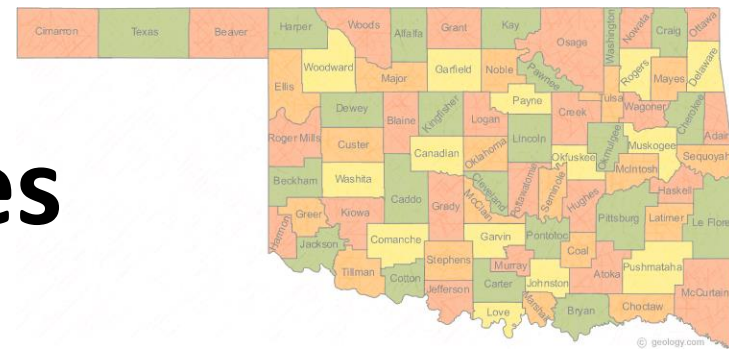 Cimarron Texas Beaver Harper Woods Alfalfa Grant Kay Osage Washington Nowata Craig Ottawa
Ellis Woodward Major Garfield Noble Pawnee Rogers Mayes Delaware
Roger Mills Dewey Custer Blaine Kingfisher Logan Payne Creek Tulsa Wagoner Cherokee Adair
es
Beckham Washita Caddo Canadian Oklahoma Lincoln Okfuskee Okmulgee Muskogee McIntosh Sequoyah
Harmon Greer Kiowa Grady McClain Cleveland Pottawatomie Seminole Hughes Pittsburg Haskell Latimer Le Flore
Jackson Tillman Comanche Cotton Stephens Garvin Murray Pontotoc Coal Atoka Pushmataha McCurtain
Jefferson Carter Love Johnston Marshall Bryan Choctaw
© geology.com